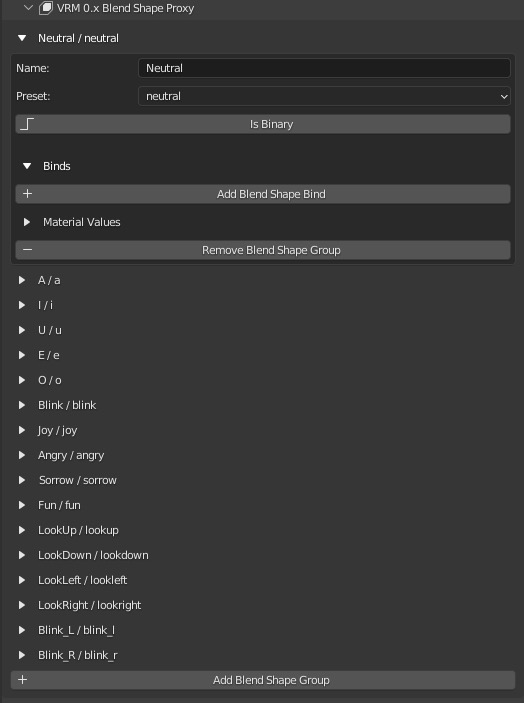 VRM 0.x Blend Shape Proxy
Neutral / neutral
Name: Neutral
Preset: neutral
Is Binary
Binds
Add Blend Shape Bind
Material Values
Remove Blend Shape Group
A / a
I / i
U / u
E / e
O / o
Blink / blink
Joy / joy
Angry / angry
Sorrow / sorrow
Fun / fun
LookUp / lookup
LookDown / lookdown
LookLeft / lookleft
LookRight / lookright
Blink_L / blink_l
Blink_R / blink_r
Add Blend Shape Group